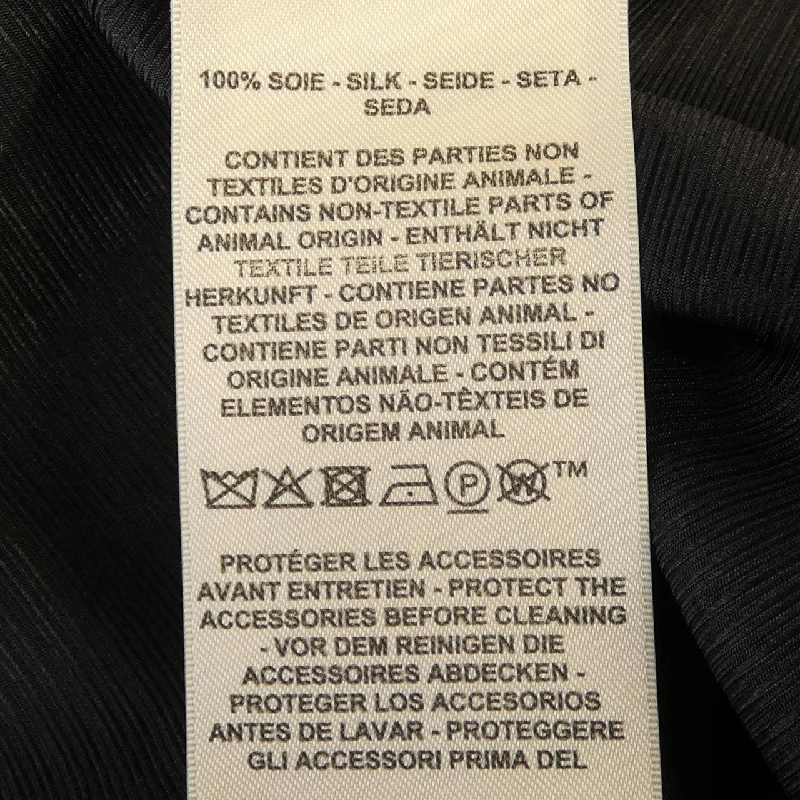 100% SOIE - SILK - SEIDE - SETA -
SEDA
CONTIENT DES PARTIES NON
TEXTILES D'ORIGINE ANIMALE -
CONTAINS NON-TEXTILE PARTS OF
ANIMAL ORIGIN - ENTHÄLT NICHT
TEXTILE TEILE TIERISCHER
HERKUNFT - CONTIENE PARTES NO
TEXTILES DE ORIGEN ANIMAL -
CONTIENE PARTI NON TESSILI DI
ORIGINE ANIMALE - CONTÉM
ELEMENTOS NÃO-TÊXTEIS DE
ORIGEM ANIMAL
P W TM
PROTÉGER LES ACCESSOIRES
AVANT ENTRETIEN - PROTECT THE
ACCESSORIES BEFORE CLEANING
- VOR DEM REINIGEN DIE
ACCESSOIRES ABDECKEN -
PROTEGER LOS ACCESORIOS
ANTES DE LAVAR - PROTEGGERE
GLI ACCESSORI PRIMA DEL